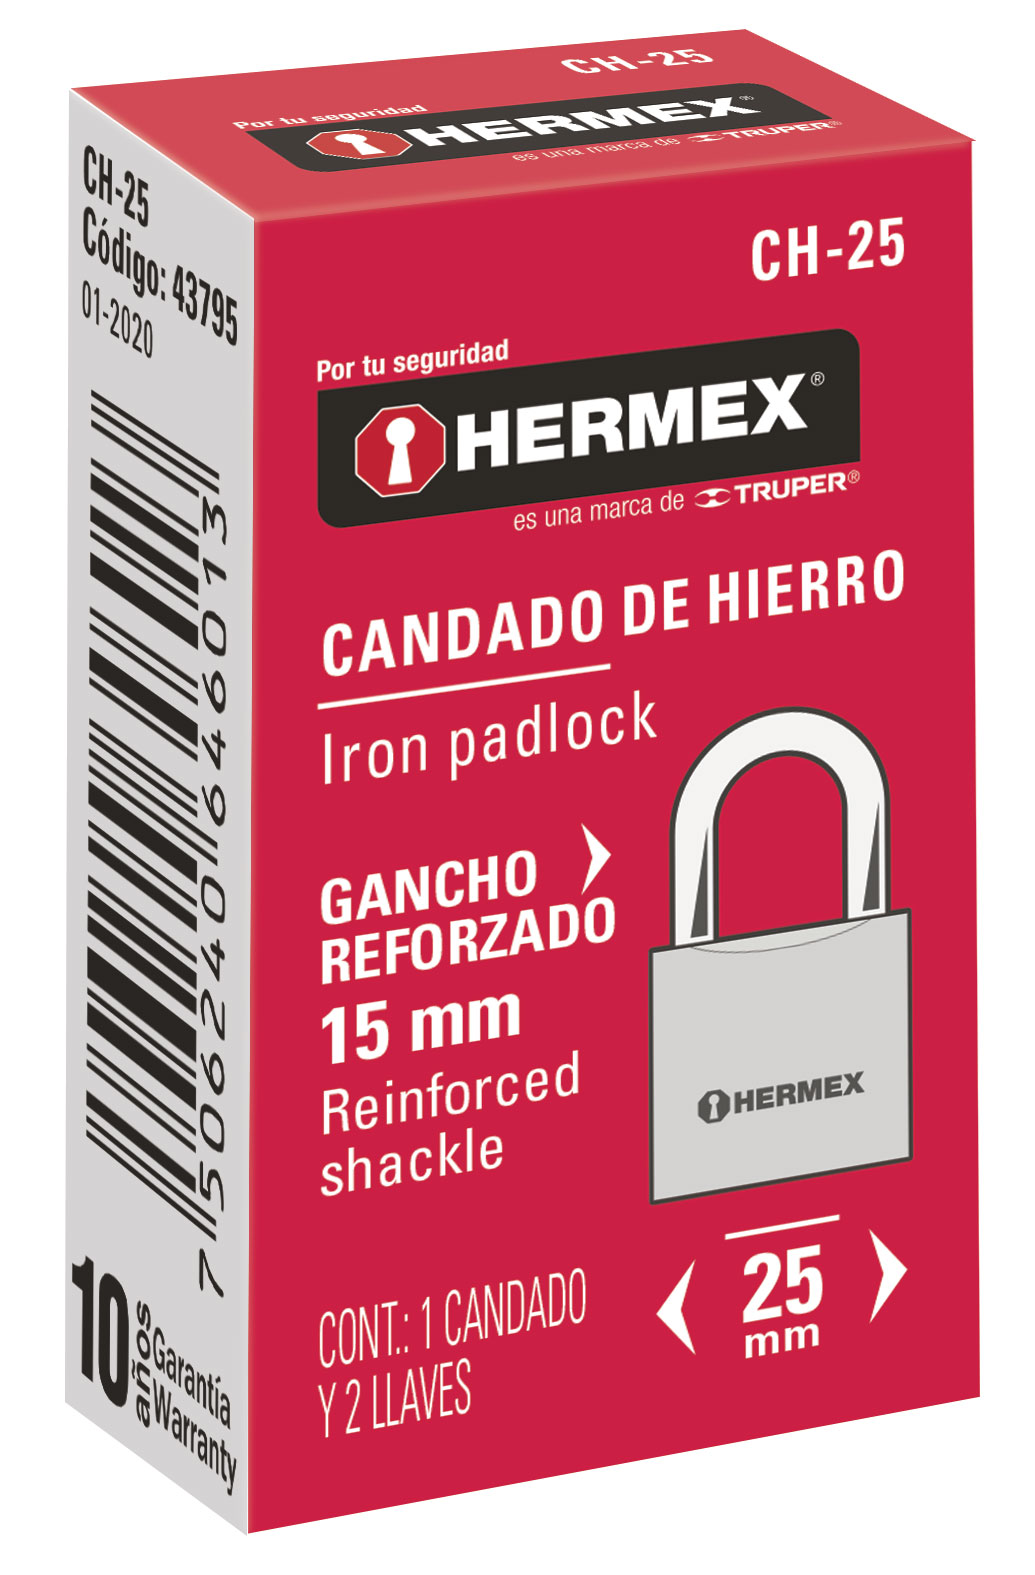 CH-25
Por tu seguridad
HERMEX®
es una marca de TRUPER®
CH-25
Código: 43795
01-2020
7 506240 646013
10 años Garantía
Warranty
CH-25
Por tu seguridad
HERMEX®
es una marca de TRUPER®
CANDADO DE HIERRO
Iron padlock
GANCHO
REFORZADO
15 mm
Reinforced
shackle
HERMEX
25
mm
CONT.: 1 CANDADO
Y 2 LLAVES